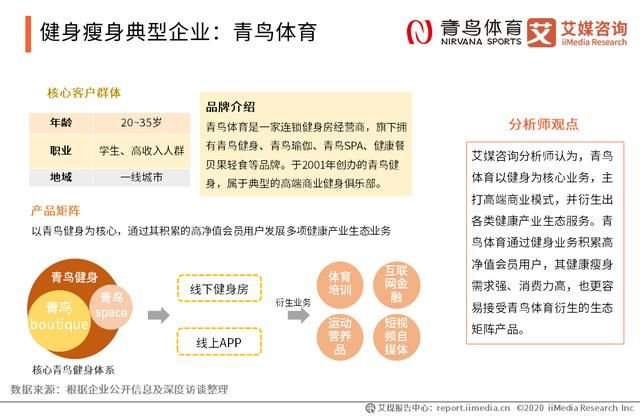 健身瘦身典型企业：青鸟体育
青鸟体育
NIRVANA SPORTS
艾媒咨询
iiMedia Research
核心客户群体
年龄 20~35岁
职业 学生、高收入人群
地域 一线城市
品牌介绍
青鸟体育是一家连锁健身房经营商，旗下拥
有青鸟健身、青鸟瑜伽、青鸟SPA、健康餐
贝果轻食等品牌。于2001年创办的青鸟健
身，属于典型的高端商业健身俱乐部。
产品矩阵
以青鸟健身为核心，通过其积累的高净值会员用户发展多项健康产业生态业务
青鸟健身
青鸟
boutique
青鸟
space
核心青鸟健身体系
线下健身房
线上APP
衍生业务
体育
培训
互联
网金
融
运动
营养
品
短视
频自
媒体
分析师观点
艾媒咨询分析师认为，青鸟
体育以健身为核心业务，主
打高端商业模式，并衍生出
各类健康产业生态服务。青
鸟体育通过健身业务积累高
净值会员用户，其健康瘦身
需求强、消费力高，也更容
易接受青鸟体育衍生的生态
矩阵产品。
数据来源：根据企业公开信息及深度访谈整理
艾媒报告中心：report.iimedia.cn ©2020 iiMedia Research Inc